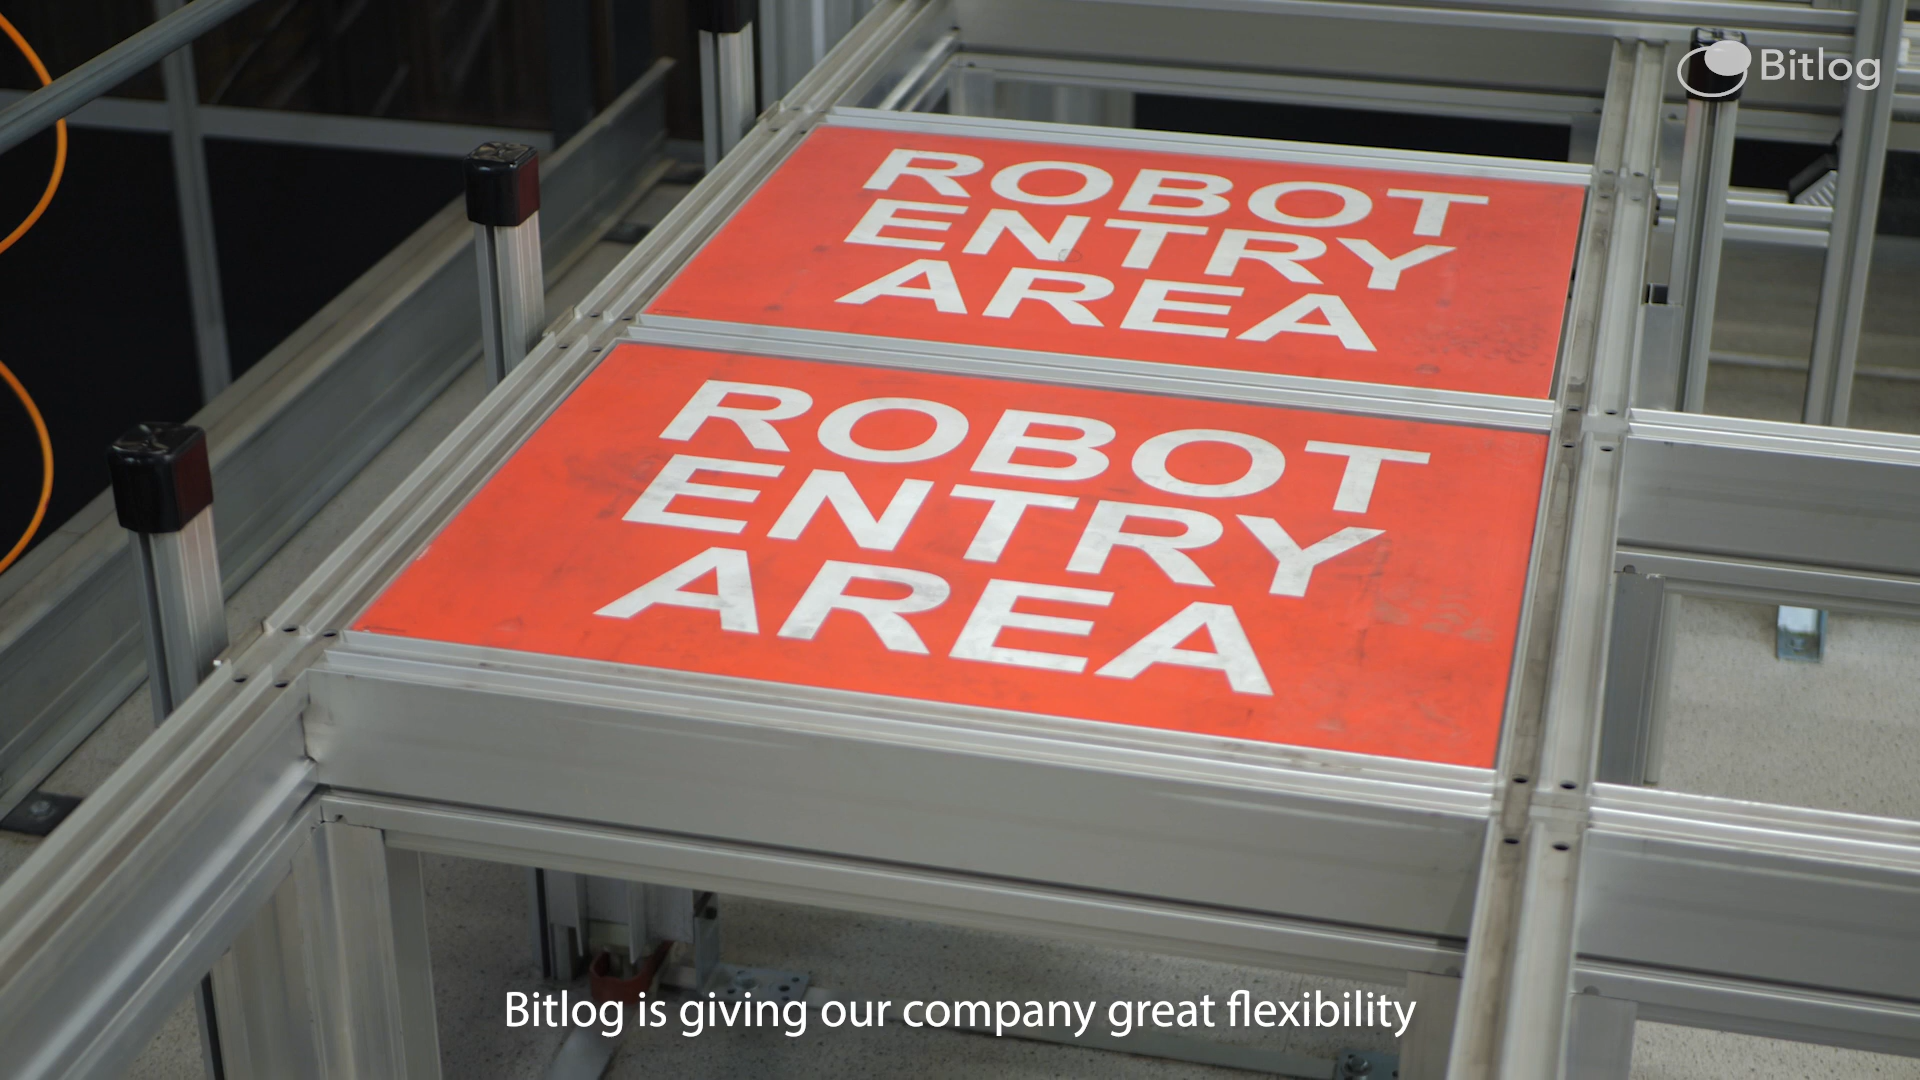 Bitlog
ROBOT
ENTRY
AREA
ROBOT
ENTRY
AREA
Bitlog is giving our company great flexibility